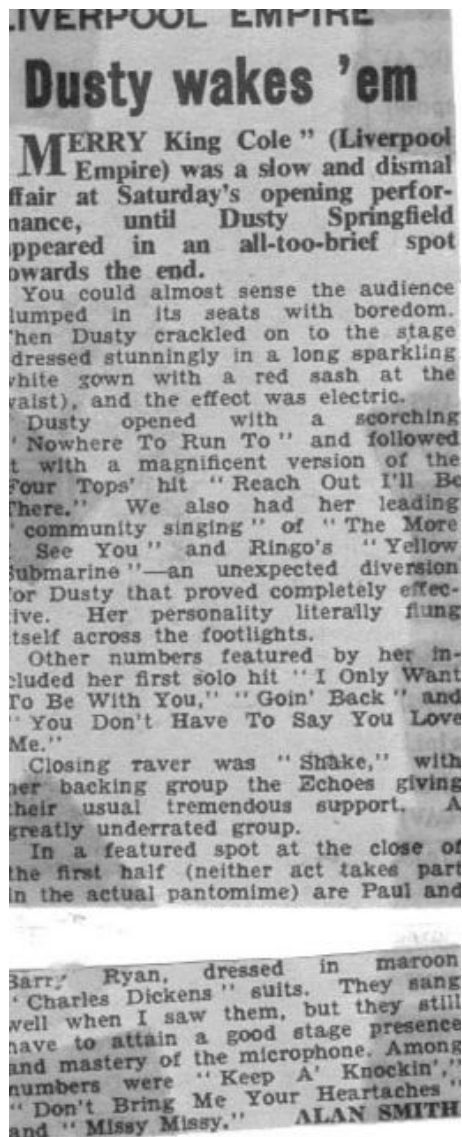 LIVERPOOL EMPIRE
Dusty wakes 'em
MERRY King Cole" (Liverpool
Empire) was a slow and dismal
ffair at Saturday's opening perfor-
mance, until Dusty Springfield
appeared in an all-too-brief spot
owards the end.
You could almost sense the audience
lumped in its seats with boredom.
Then Dusty crackled on to the stage
dressed stunningly in a long sparkling
white gown with a red sash at the
waist), and the effect was electric.
Dusty opened with a scorching
"Nowhere To Run To" and followed
t with a magnificent version of the
Four Tops' hit "Reach Out I'll Be
There." We also had her leading
"community singing" of "The More
I See You" and Ringo's "Yellow
Submarine"—an unexpected diversion
for Dusty that proved completely effec-
tive. Her personality literally flung
itself across the footlights.
Other numbers featured by her in-
cluded her first solo hit "I Only Want
To Be With You," "Goin' Back" and
"You Don't Have To Say You Love
Me."
Closing raver was "Shake," with
her backing group the Echoes giving
their usual tremendous support. A
greatly underrated group.
In a featured spot at the close of
the first half (neither act takes part
in the actual pantomime) are Paul and
Barry Ryan, dressed in maroon
"Charles Dickens" suits. They sang
well when I saw them, but they still
have to attain a good stage presence
and mastery of the microphone. Among
numbers were "Keep A' Knockin',"
"Don't Bring Me Your Heartaches"
and "Missy Missy." ALAN SMITH